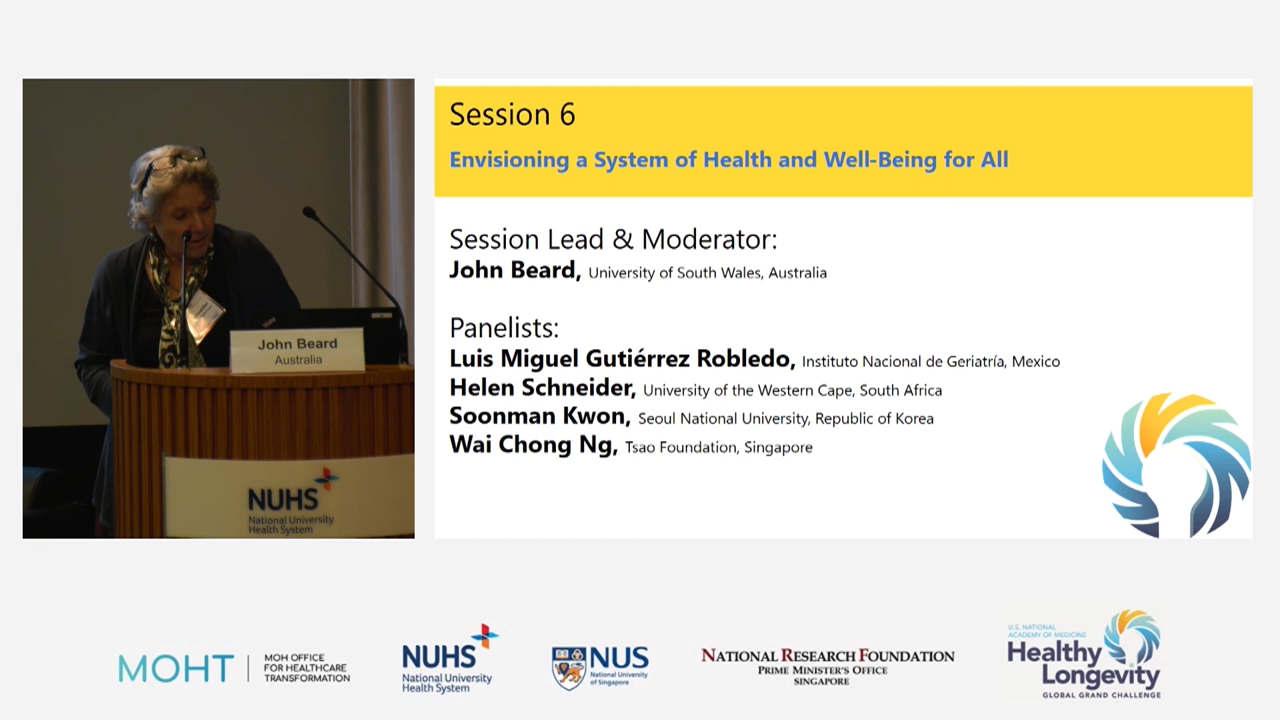 Session 6
Envisioning a System of Health and Well-Being for All
Session Lead & Moderator:
John Beard, University of South Wales, Australia
Panelists:
Luis Miguel Gutiérrez Robledo, Instituto Nacional de Geriatría, Mexico
Helen Schneider, University of the Western Cape, South Africa
Soonman Kwon, Seoul National University, Republic of Korea
Wai Chong Ng, Tsao Foundation, Singapore
John Beard
Australia
NUHS
National University
Health System
MOHT
MOH OFFICE
FOR HEALTHCARE
TRANSFORMATION
NUHS
National University
Health System
NUS
National University
of Singapore
NATIONAL RESEARCH FOUNDATION
PRIME MINISTER'S OFFICE
SINGAPORE
U.S. NATIONAL
ACADEMY OF MEDICINE
Healthy
Longevity
GLOBAL GRAND CHALLENGE